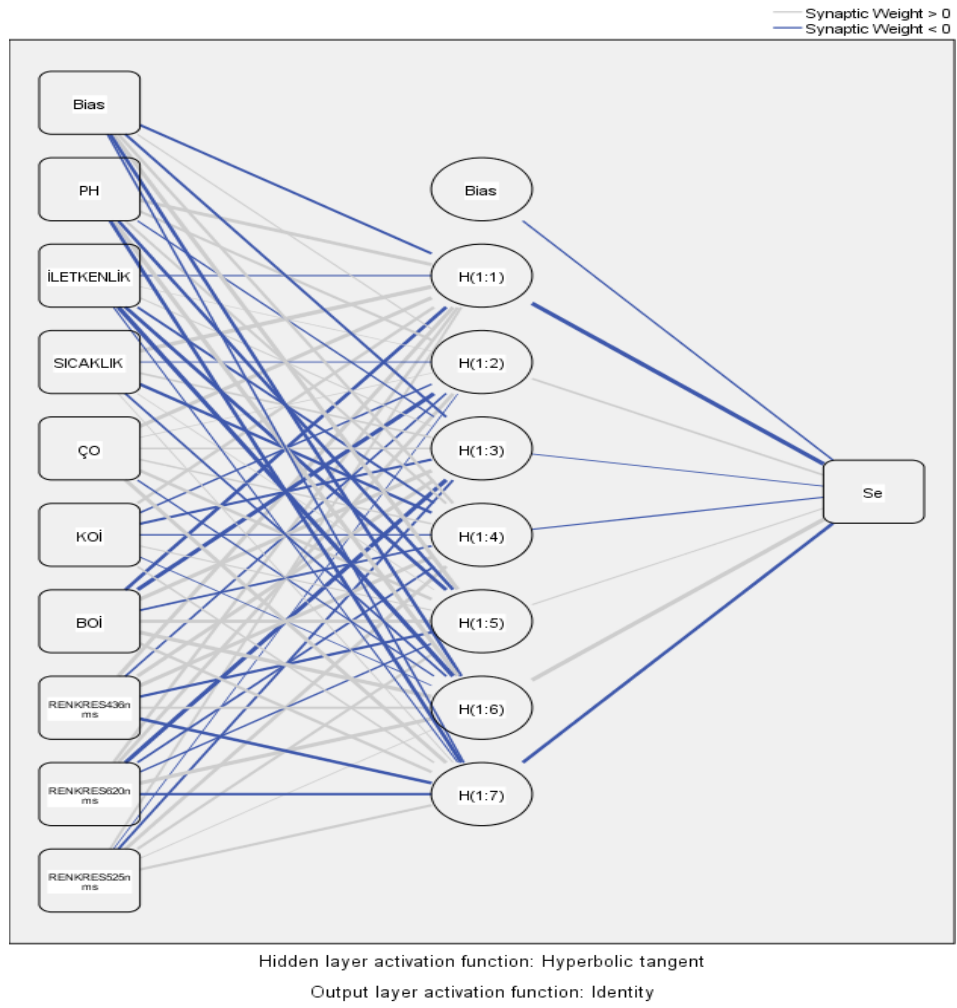 Synaptic Weight > 0
Synaptic Weight < 0
Bias
PH
İLETKENLİK
SICAKLIK
ÇO
KOİ
BOİ
RENKRES436n
ms
RENKRES620n
ms
RENKRES525n
ms
Bias
H(1:1)
H(1:2)
H(1:3)
H(1:4)
H(1:5)
H(1:6)
H(1:7)
Se
Hidden layer activation function: Hyperbolic tangent
Output layer activation function: Identity